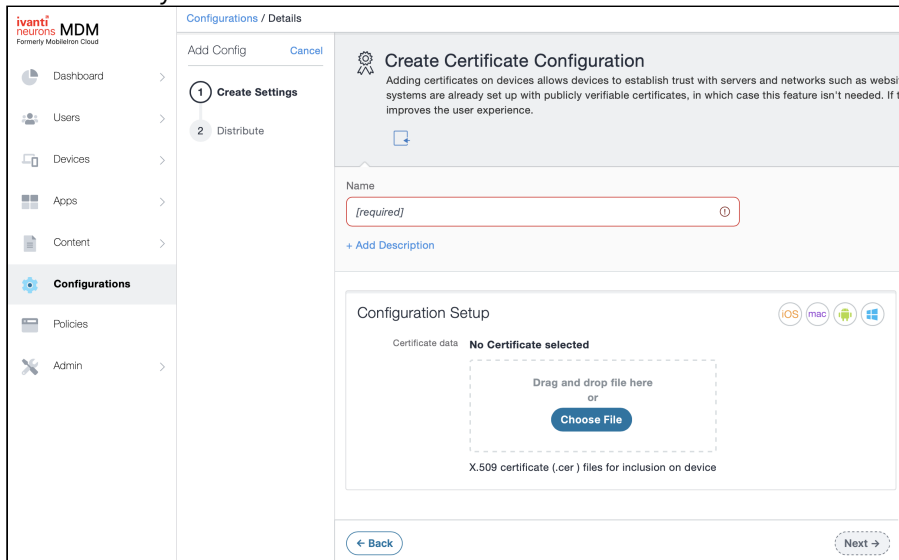 ivanti
neurons MDM
Formerly MobileIron Cloud
Dashboard
Users
Devices
Apps
Content
Configurations
Policies
Admin
Configurations / Details
Add Config Cancel
1 Create Settings
2 Distribute
Create Certificate Configuration
Adding certificates on devices allows devices to establish trust with servers and networks such as websi
systems are already set up with publicly verifiable certificates, in which case this feature isn't needed. If t
improves the user experience.
Name
[required]
+ Add Description
Configuration Setup
iOS mac
Certificate data No Certificate selected
Drag and drop file here
or
Choose File
X.509 certificate (.cer ) files for inclusion on device
← Back
Next →